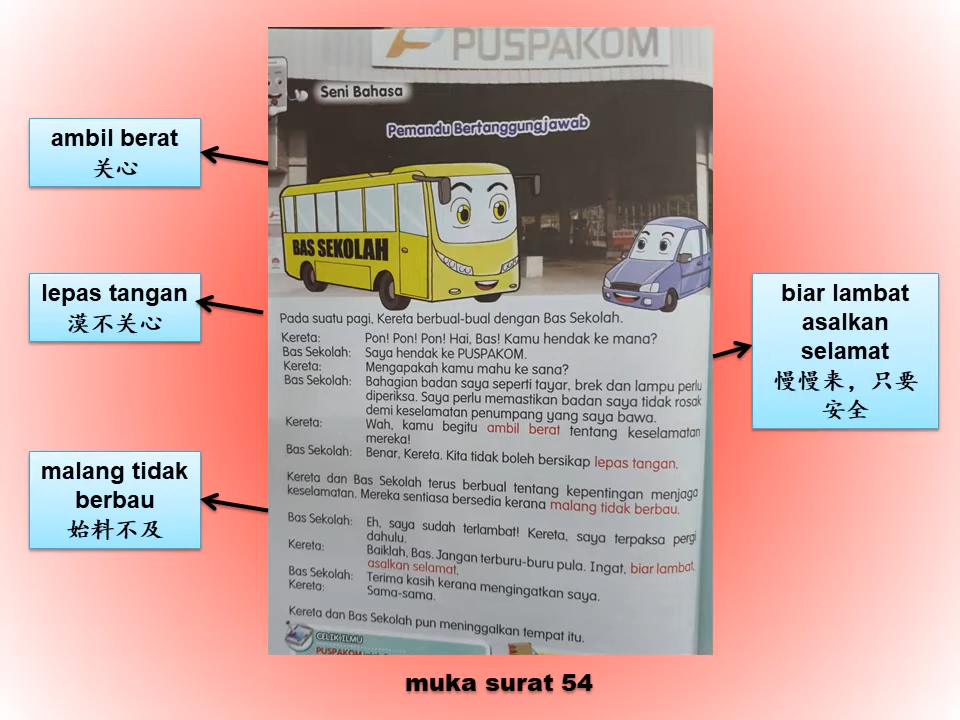 PUSPAKOM
Seni Bahasa
Pemandu Bertanggungjawab
BAS SEKOLAH
ambil berat
关心
lepas tangan
漠不关心
malang tidak
berbau
始料不及
biar lambat
asalkan
selamat
慢慢来，只要
安全
Pada suatu pagi, Kereta berbual-bual dengan Bas Sekolah.
Kereta: Pon! Pon! Pon! Hai, Bas! Kamu hendak ke mana?
Bas Sekolah: Saya hendak ke PUSPAKOM.
Kereta: Mengapakah kamu mahu ke sana?
Bas Sekolah: Bahagian badan saya seperti tayar, brek dan lampu perlu
diperiksa. Saya perlu memastikan badan saya tidak rosak
demi keselamatan penumpang yang saya bawa.
Kereta: Wah, kamu begitu ambil berat tentang keselamatan
mereka!
Bas Sekolah: Benar, Kereta. Kita tidak boleh bersikap lepas tangan.
Kereta dan Bas Sekolah terus berbual tentang kepentingan menjaga
keselamatan. Mereka sentiasa bersedia kerana malang tidak berbau.
Bas Sekolah: Eh, saya sudah terlambat! Kereta, saya terpaksa pergi
dahulu.
Kereta: Baiklah, Bas. Jangan terburu-buru pula. Ingat, biar lambat,
asalkan selamat.
Bas Sekolah: Terima kasih kerana mengingatkan saya.
Kereta: Sama-sama.
Kereta dan Bas Sekolah pun meninggalkan tempat itu.
CELIK ILMU
PUSPAKOM
muka surat 54